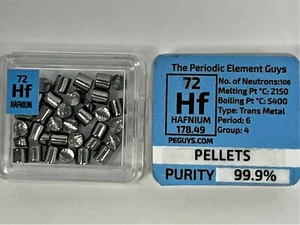 72
Hf
HAFNIUM
The Periodic Element Guys
72
Hf
HAFNIUM
178.49
No. of Neutrons:106
Melting Pt °C: 2150
Boiling Pt °C: 5400
Type: Trans Metal
Period: 6
Group: 4
PEGUYS.COM
PELLETS
PURITY 99.9%